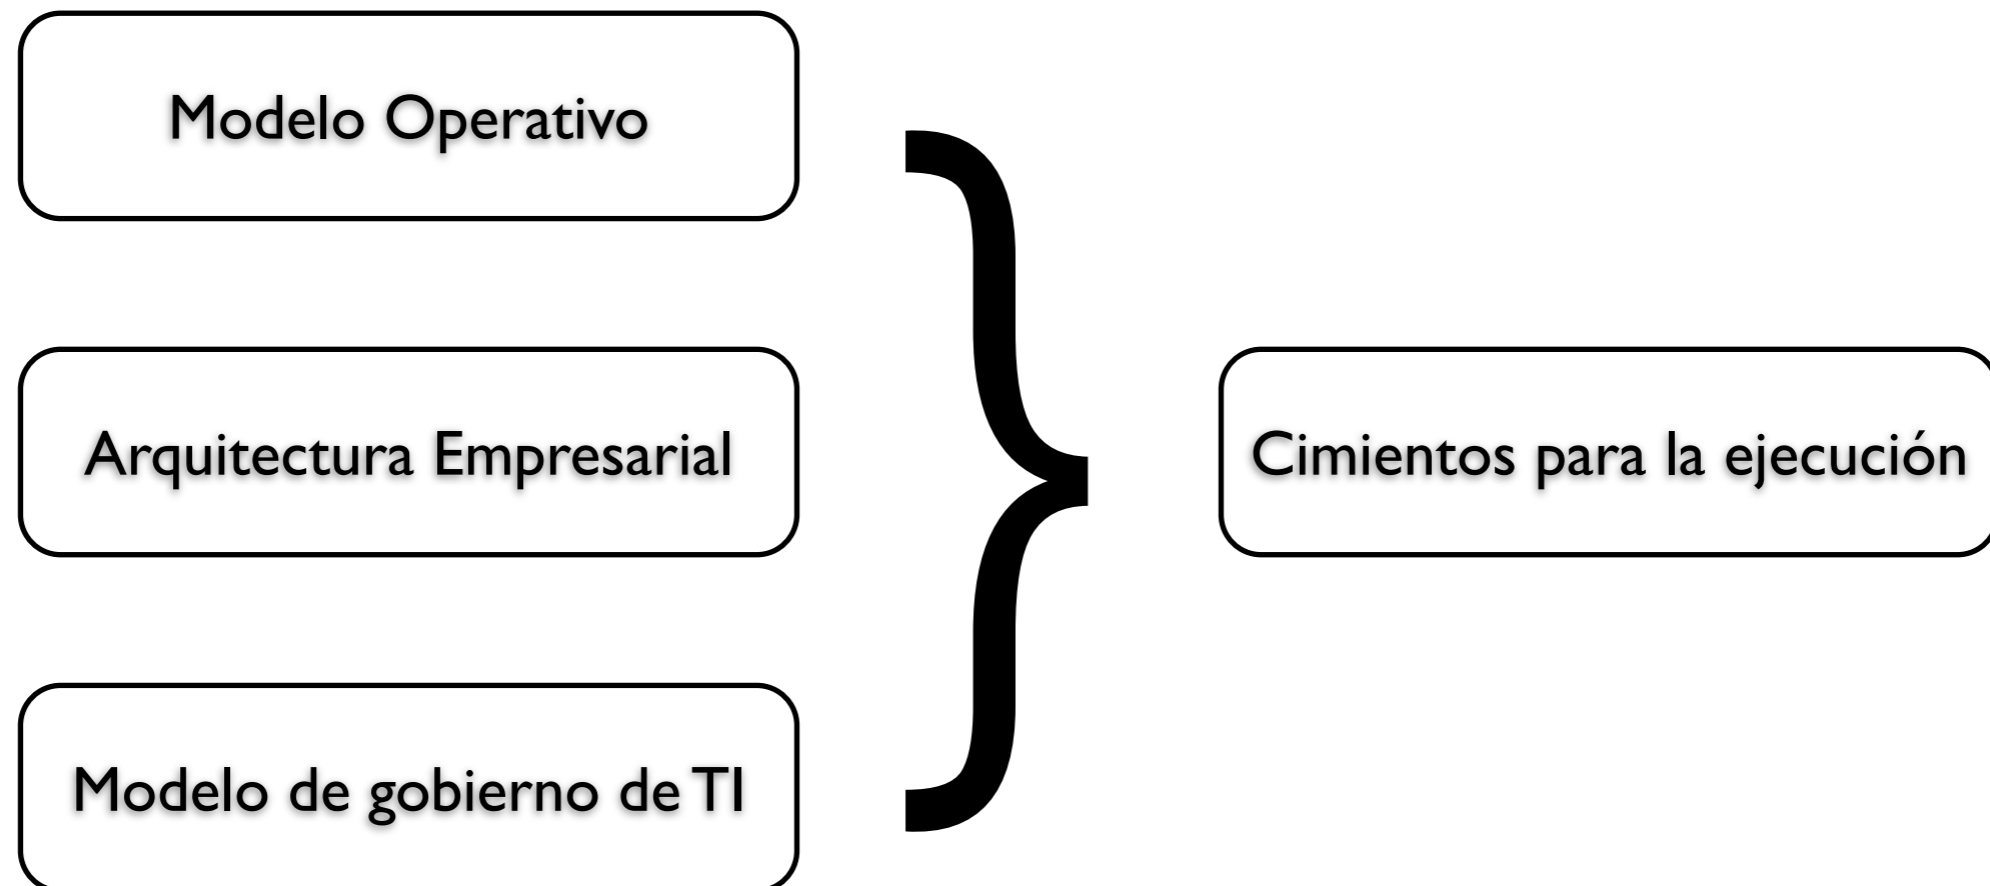 Modelo Operativo
Arquitectura Empresarial
Cimientos para la ejecución
Modelo de gobierno de TI